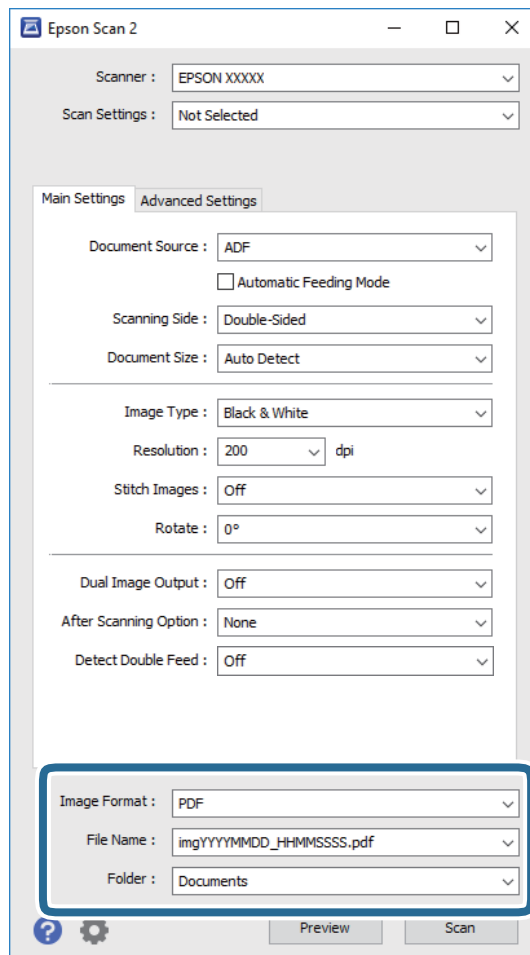 Epson Scan 2
Scanner : EPSON XXXXX
Scan Settings : Not Selected
Main Settings Advanced Settings
Document Source : ADF
Automatic Feeding Mode
Scanning Side : Double-Sided
Document Size : Auto Detect
Image Type : Black & White
Resolution : 200 dpi
Stitch Images : Off
Rotate : 0°
Dual Image Output : Off
After Scanning Option : None
Detect Double Feed : Off
Image Format : PDF
File Name : imgYYYYMMDD_HHMMSSSS.pdf
Folder : Documents
? Preview Scan